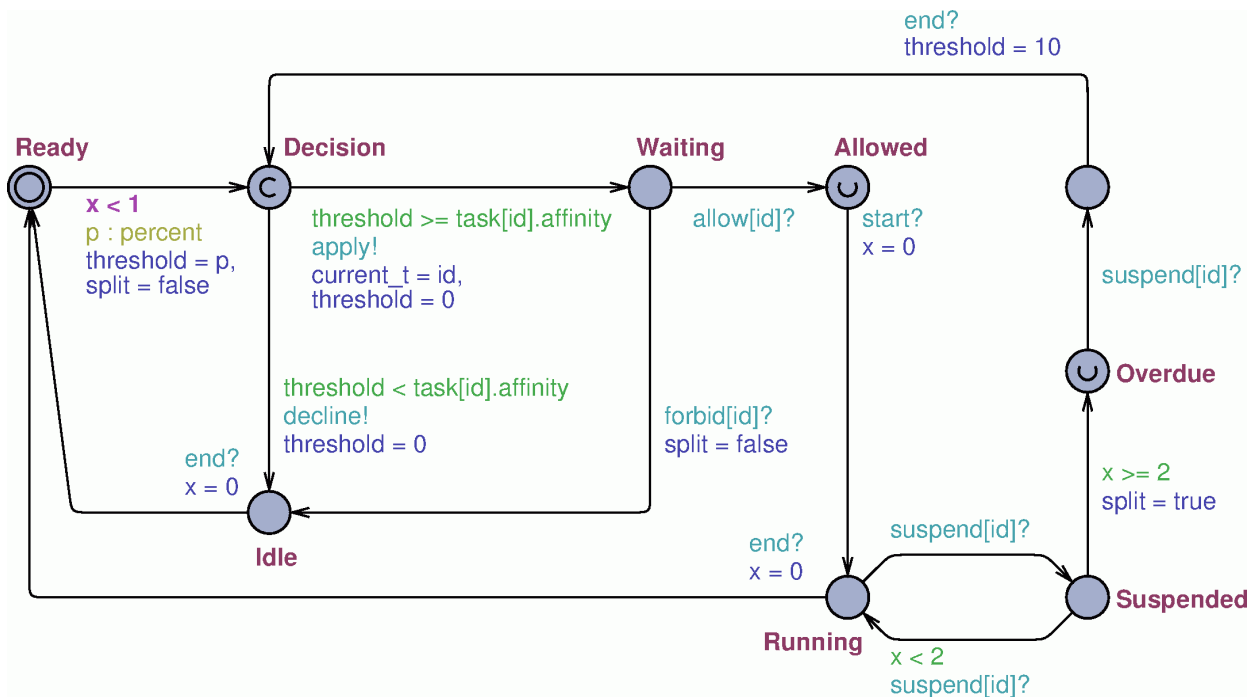 end?
threshold = 10
Ready
Decision
Waiting
Allowed
x < 1
p : percent
threshold = p,
split = false
threshold >= task[id].affinity
apply!
current_t = id,
threshold = 0
allow[id]?
start?
x = 0
suspend[id]?
Overdue
threshold < task[id].affinity
decline!
threshold = 0
forbid[id]?
split = false
end?
x = 0
x >= 2
split = true
Idle
end?
x = 0
suspend[id]?
Suspended
Running
x < 2
suspend[id]?